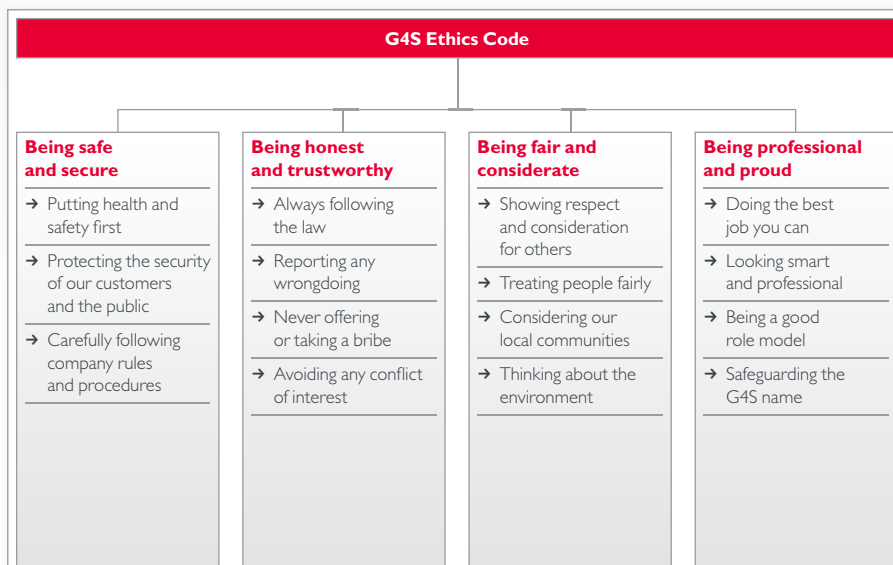 G4S Ethics Code
Being safe
and secure
→ Putting health and
safety first
→ Protecting the security
of our customers
and the public
→ Carefully following
company rules
and procedures
Being honest
and trustworthy
→ Always following
the law
→ Reporting any
wrongdoing
→ Never offering
or taking a bribe
→ Avoiding any conflict
of interest
Being fair and
considerate
→ Showing respect
and consideration
for others
→ Treating people fairly
→ Considering our
local communities
→ Thinking about the
environment
Being professional
and proud
→ Doing the best
job you can
→ Looking smart
and professional
→ Being a good
role model
→ Safeguarding the
G4S name